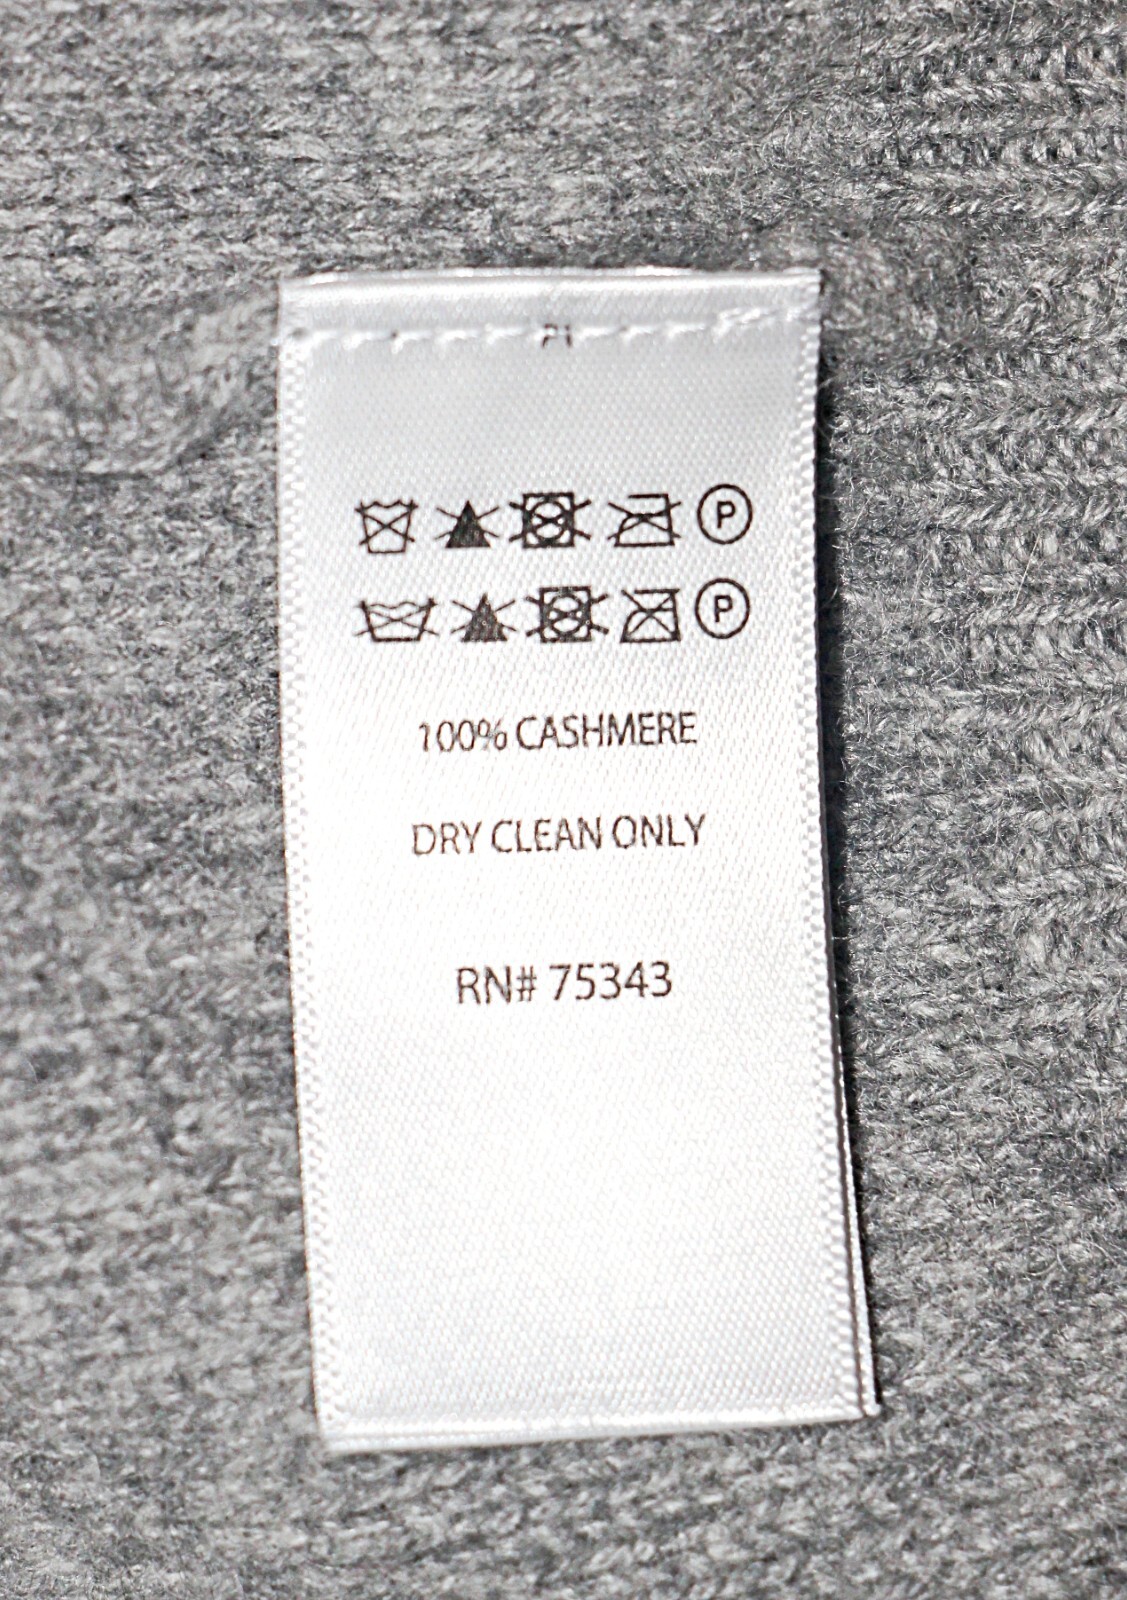 P
P
100% CASHMERE
DRY CLEAN ONLY
RN# 75343